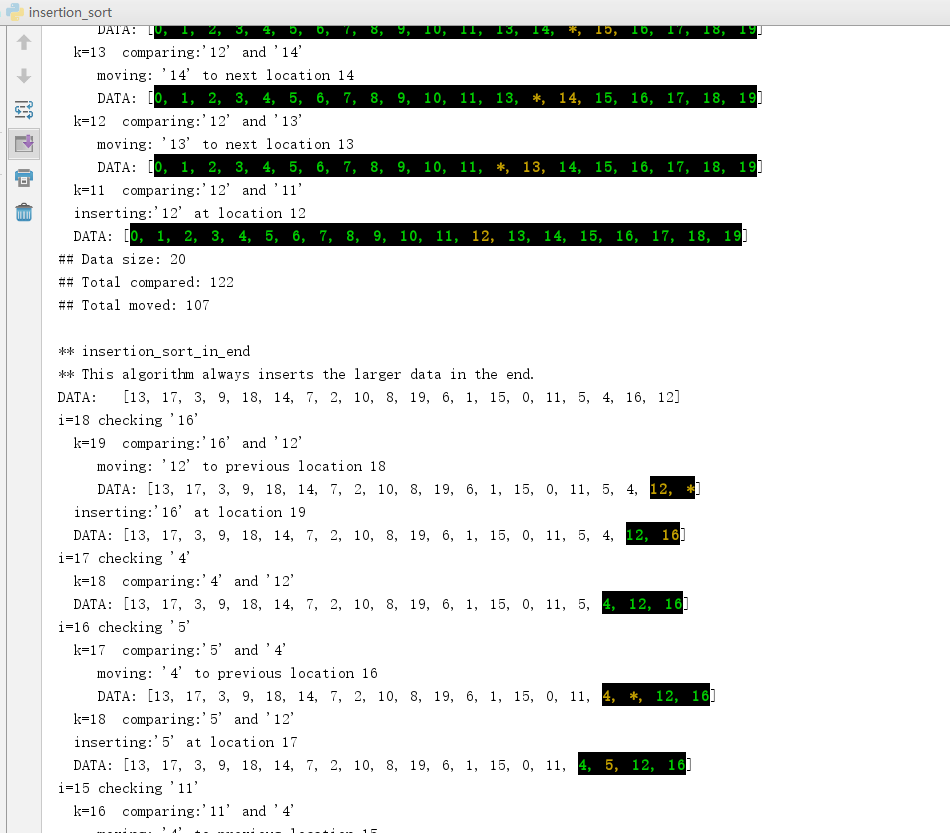 insertion_sort
DATA: [0, 1, 2, 3, 4, 5, 6, 7, 8, 9, 10, 11, 13, 14, *, 15, 16, 17, 18, 19]
k=13  comparing:'12' and '14'
moving: '14' to next location 14
DATA: [0, 1, 2, 3, 4, 5, 6, 7, 8, 9, 10, 11, 13, *, 14, 15, 16, 17, 18, 19]
k=12  comparing:'12' and '13'
moving: '13' to next location 13
DATA: [0, 1, 2, 3, 4, 5, 6, 7, 8, 9, 10, 11, *, 13, 14, 15, 16, 17, 18, 19]
k=11  comparing:'12' and '11'
inserting:'12' at location 12
DATA: [0, 1, 2, 3, 4, 5, 6, 7, 8, 9, 10, 11, 12, 13, 14, 15, 16, 17, 18, 19]
## Data size: 20
## Total compared: 122
## Total moved: 107
** insertion_sort_in_end
** This algorithm always inserts the larger data in the end.
DATA:   [13, 17, 3, 9, 18, 14, 7, 2, 10, 8, 19, 6, 1, 15, 0, 11, 5, 4, 16, 12]
i=18 checking '16'
k=19  comparing:'16' and '12'
moving: '12' to previous location 18
DATA: [13, 17, 3, 9, 18, 14, 7, 2, 10, 8, 19, 6, 1, 15, 0, 11, 5, 4, 12, *]
inserting:'16' at location 19
DATA: [13, 17, 3, 9, 18, 14, 7, 2, 10, 8, 19, 6, 1, 15, 0, 11, 5, 4, 12, 16]
i=17 checking '4'
k=18  comparing:'4' and '12'
DATA: [13, 17, 3, 9, 18, 14, 7, 2, 10, 8, 19, 6, 1, 15, 0, 11, 5, 4, 12, 16]
i=16 checking '5'
k=17  comparing:'5' and '4'
moving: '4' to previous location 16
DATA: [13, 17, 3, 9, 18, 14, 7, 2, 10, 8, 19, 6, 1, 15, 0, 11, 4, *, 12, 16]
k=18  comparing:'5' and '12'
inserting:'5' at location 17
DATA: [13, 17, 3, 9, 18, 14, 7, 2, 10, 8, 19, 6, 1, 15, 0, 11, 4, 5, 12, 16]
i=15 checking '11'
k=16  comparing:'11' and '4'
moving: '4' to previous location 15